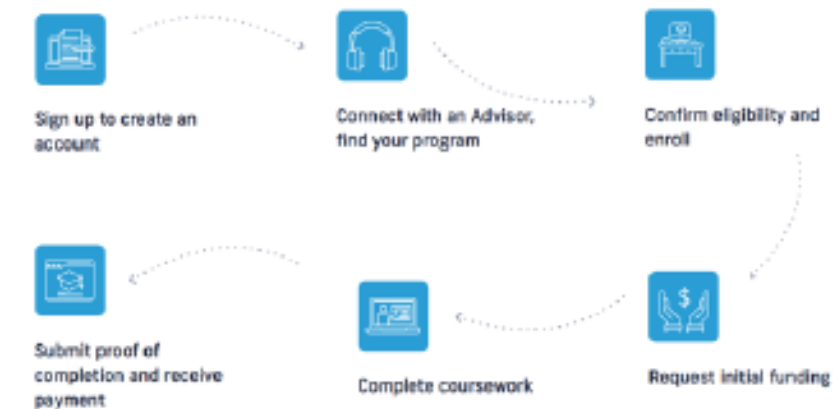 Sign up to create an
account
Connect with an Advisor,
find your program
Confirm eligibility and
enroll
Request initial funding
Complete coursework
Submit proof of
completion and receive
payment